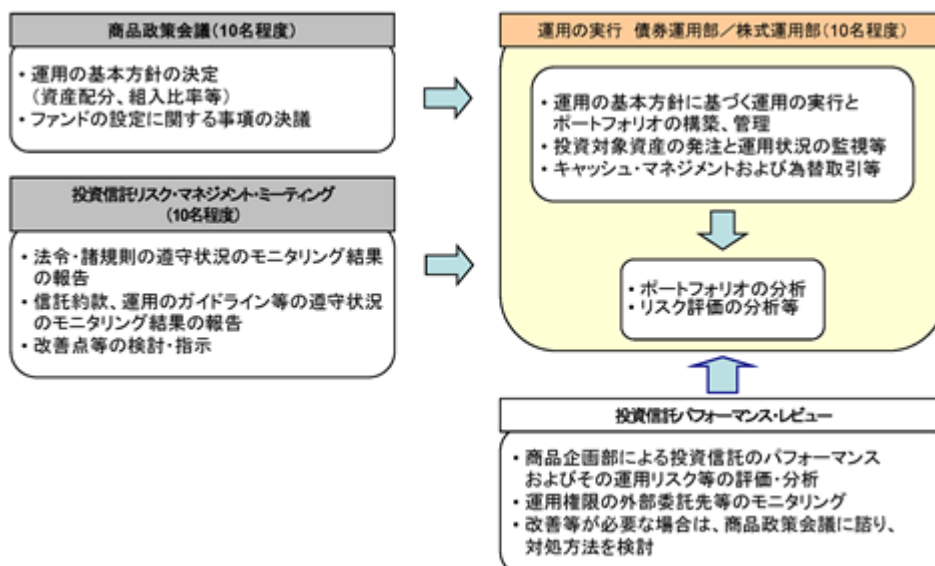 商品政策会議(10名程度)
・運用の基本方針の決定
(資産配分、組入比率等)
・ファンドの設定に関する事項の決議
投資信託リスク・マネジメント・ミーティング
(10名程度)
・法令・諸規則の遵守状況のモニタリング結果
の報告
・信託約款、運用のガイドライン等の遵守状況
のモニタリング結果の報告
・改善点等の検討・指示
運用の実行 債券運用部/株式運用部(10名程度)
・運用の基本方針に基づく運用の実行と
ポートフォリオの構築、管理
・投資対象資産の発注と運用状況の監視等
・キャッシュ・マネジメントおよび為替取引等
・ポートフォリオの分析
・リスク評価の分析等
投資信託パフォーマンス・レビュー
・商品企画部による投資信託のパフォーマンス
およびその運用リスク等の評価・分析
・運用権限の外部委託先等のモニタリング
・改善等が必要な場合は、商品政策会議に諮り、
対処方法を検討